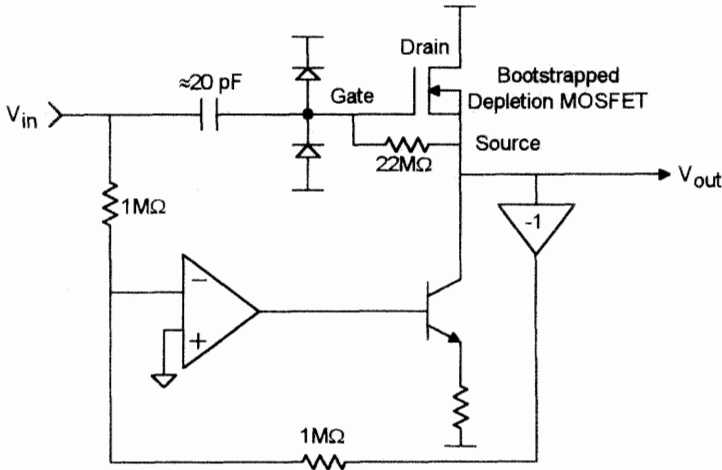 Drain
≈20 pF
Bootstrapped
Depletion MOSFET
Gate
V_in
Source
22MΩ
V_out
1MΩ
-1
−
+
1MΩ